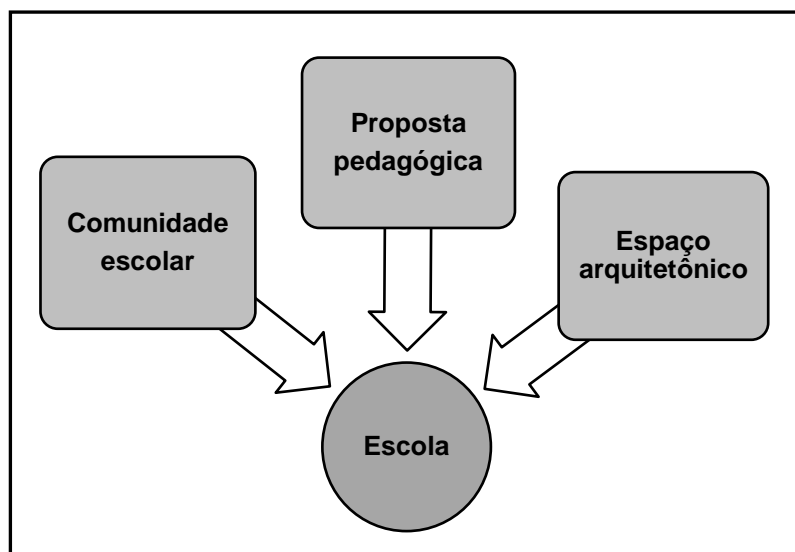 Proposta
pedagógica
Comunidade
escolar
Espaço
arquitetônico
Escola